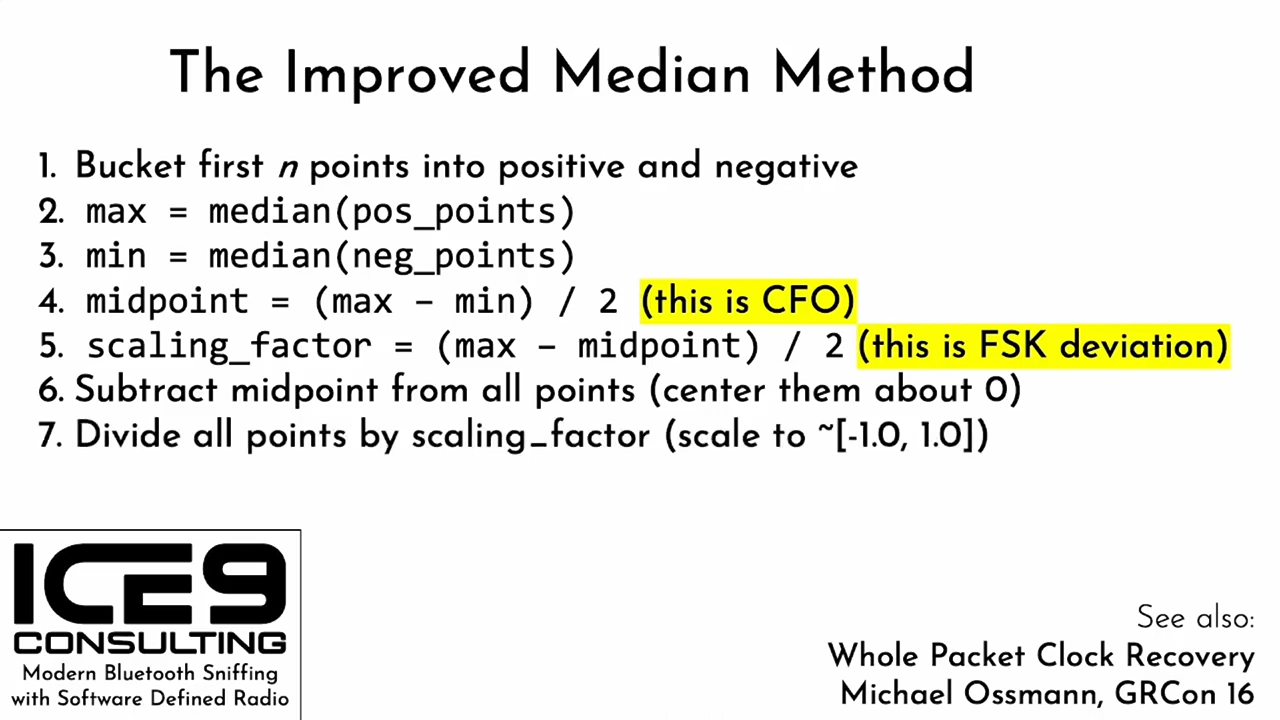 The Improved Median Method
1. Bucket first n points into positive and negative
2. max = median(pos_points)
3. min = median(neg_points)
4. midpoint = (max – min) / 2 (this is CFO)
5. scaling_factor = (max – midpoint) / 2 (this is FSK deviation)
6. Subtract midpoint from all points (center them about 0)
7. Divide all points by scaling_factor (scale to ~[-1.0, 1.0])
ICE9
CONSULTING
Modern Bluetooth Sniffing
with Software Defined Radio
See also:
Whole Packet Clock Recovery
Michael Ossmann, GRCon 16